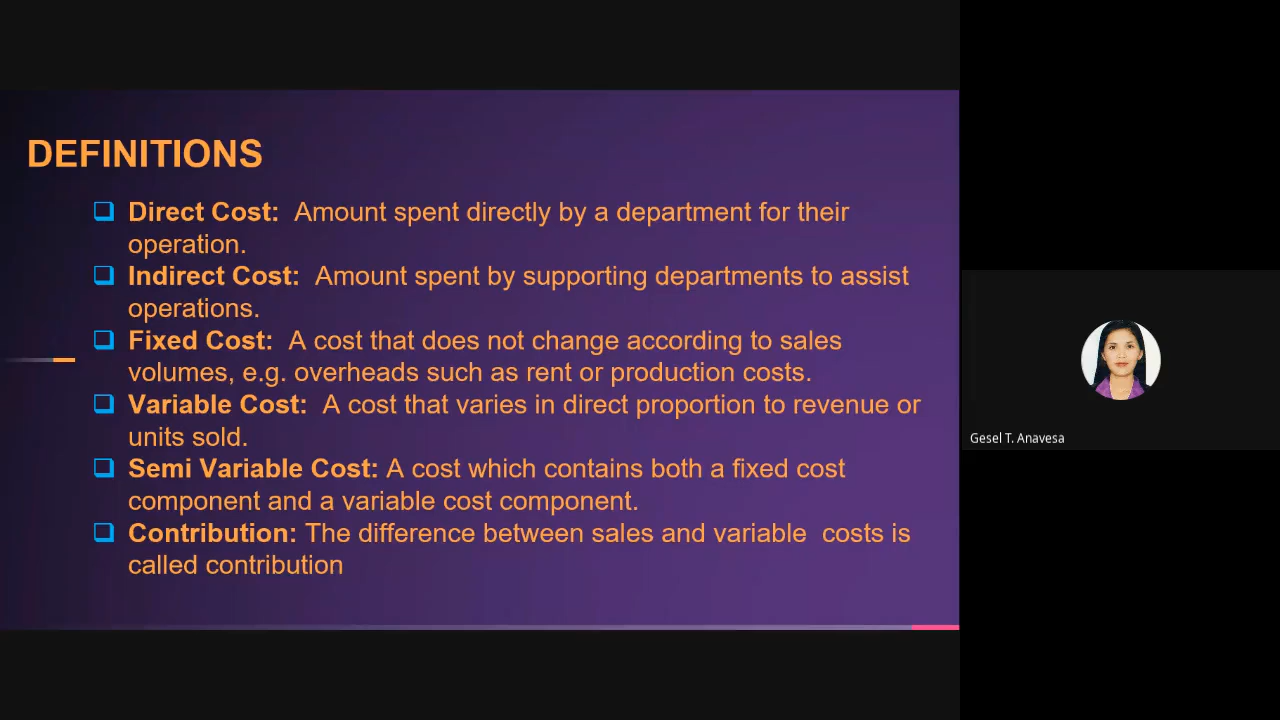 DEFINITIONS
❑ Direct Cost: Amount spent directly by a department for their
operation.
❑ Indirect Cost: Amount spent by supporting departments to assist
operations.
❑ Fixed Cost: A cost that does not change according to sales
volumes, e.g. overheads such as rent or production costs.
❑ Variable Cost: A cost that varies in direct proportion to revenue or
units sold.
❑ Semi Variable Cost: A cost which contains both a fixed cost
component and a variable cost component.
❑ Contribution: The difference between sales and variable costs is
called contribution
Gesel T. Anavesa